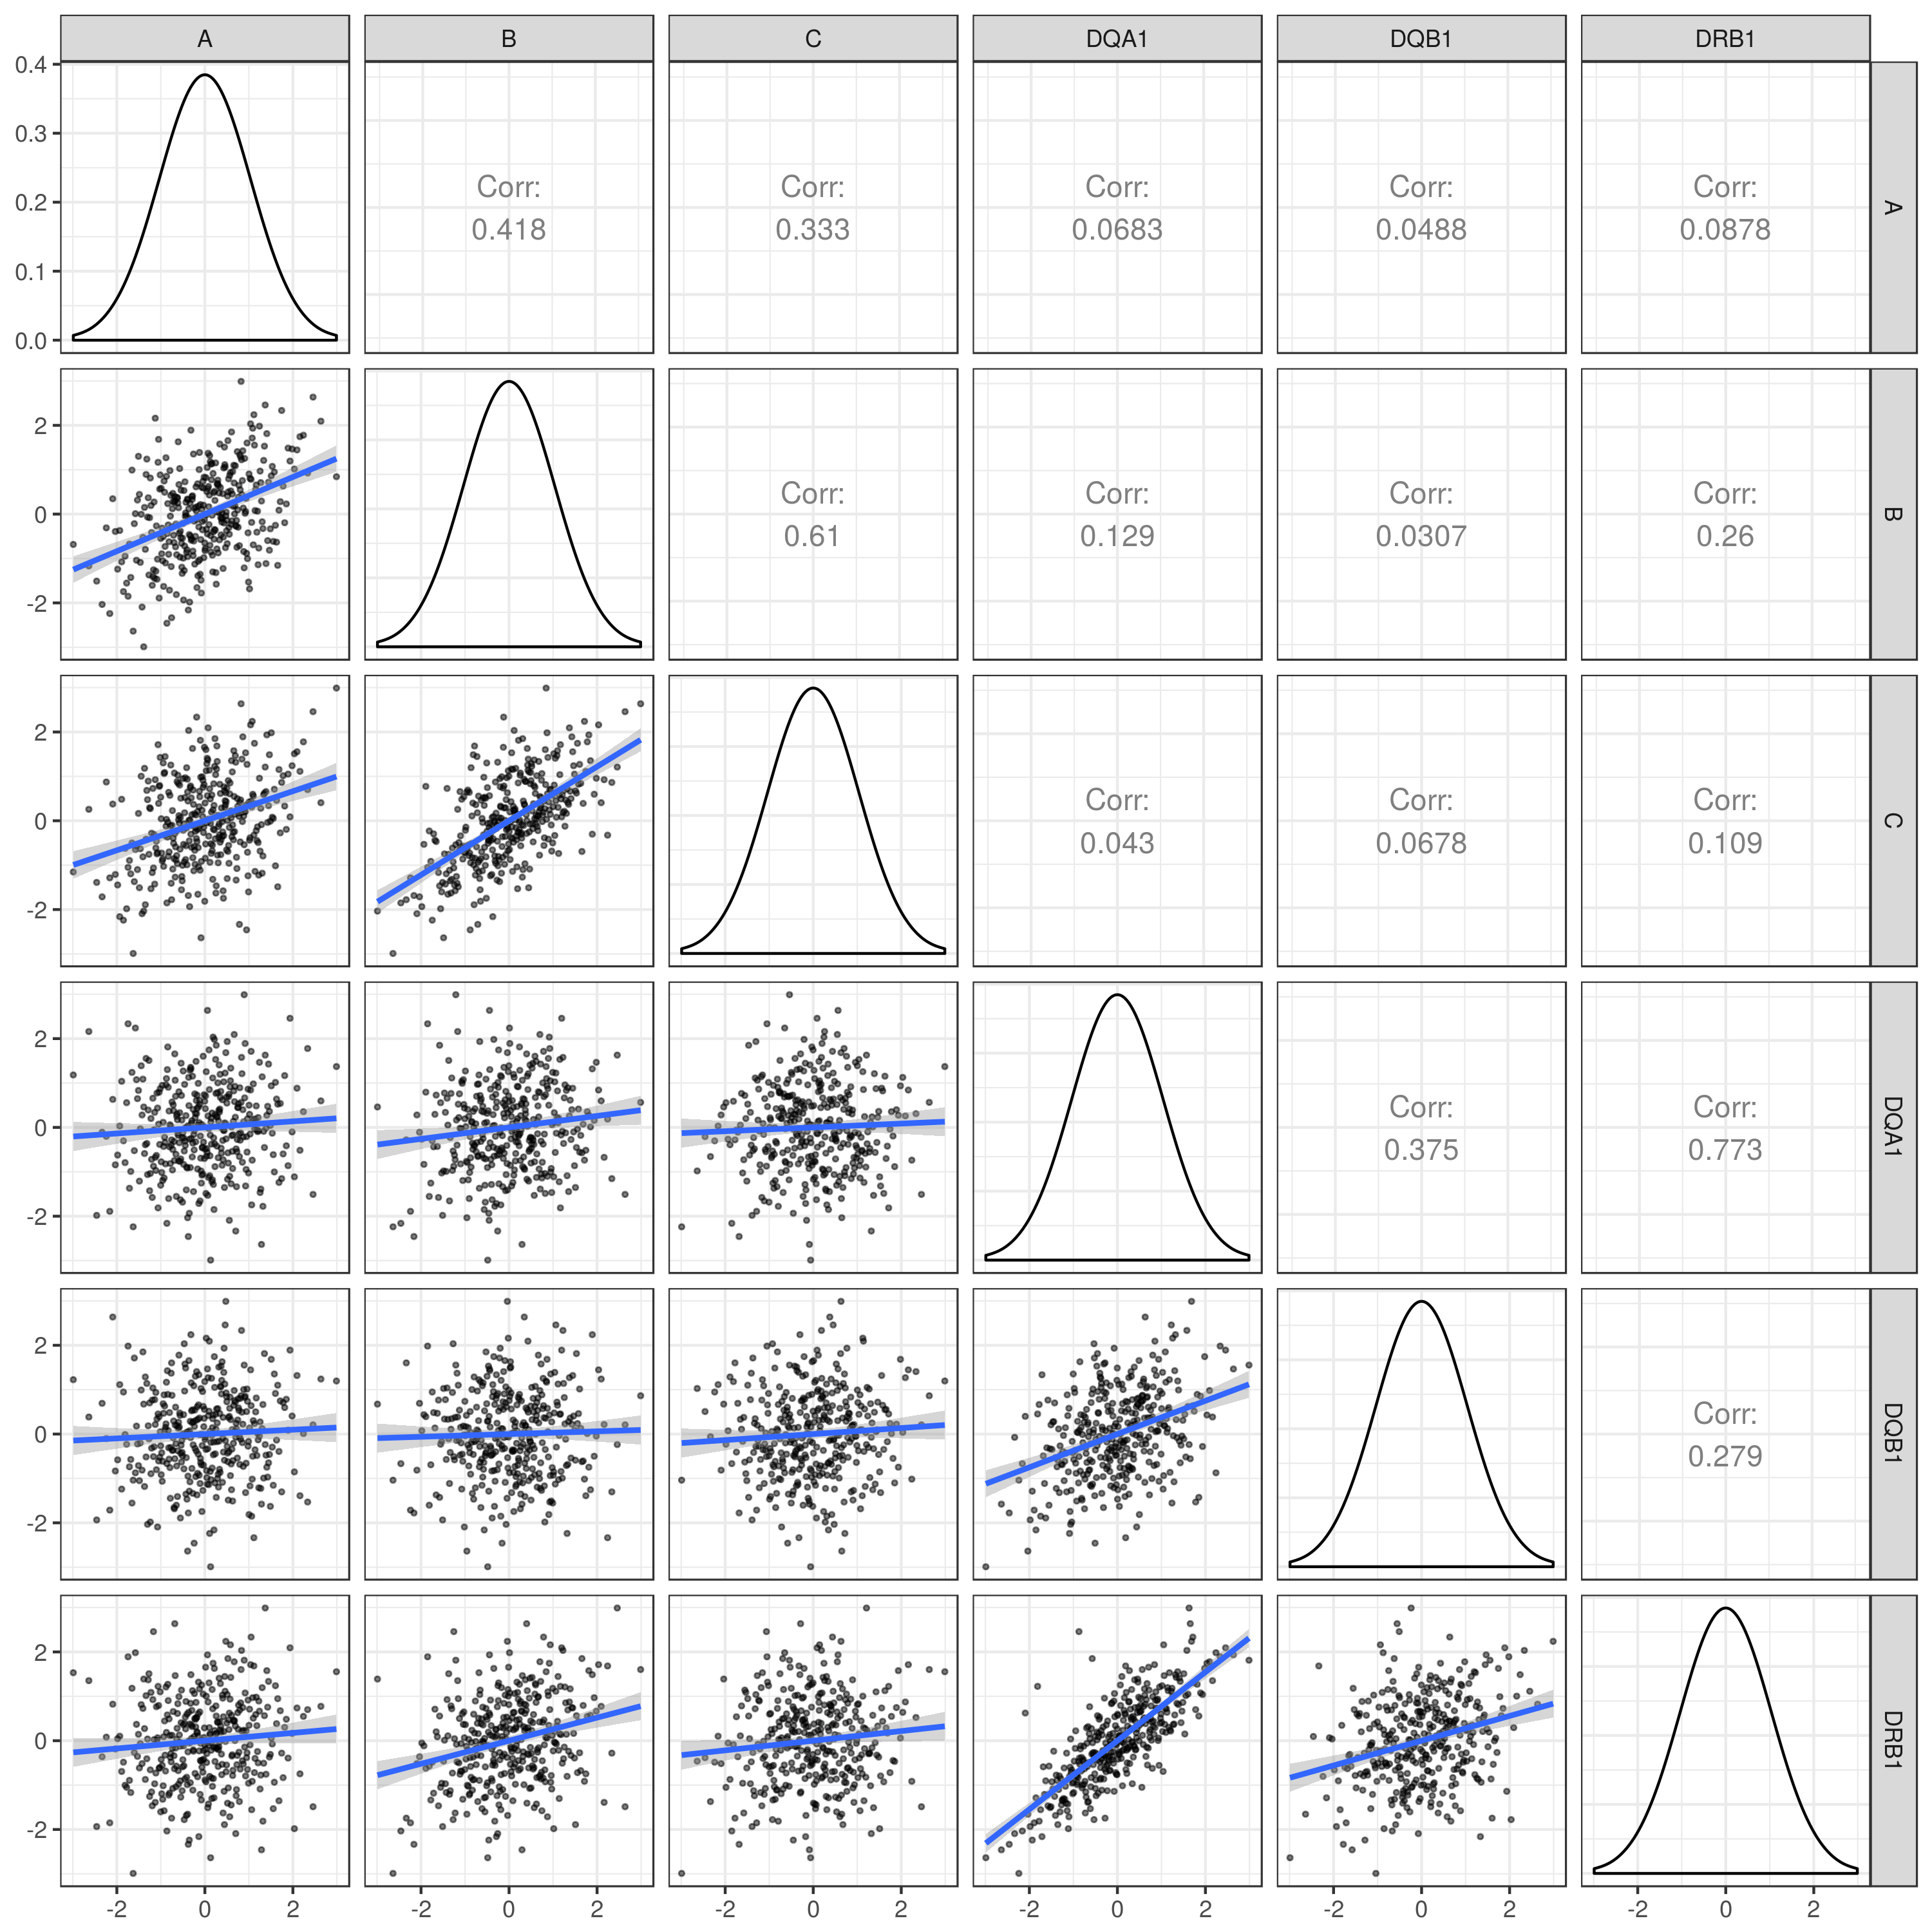 A B C DQA1 DQB1 DRB1
0.4
0.3
0.2
0.1
0.0
Corr: Corr: Corr: Corr: Corr:
0.418 0.333 0.0683 0.0488 0.0878
A
2
0
-2
Corr: Corr: Corr: Corr:
0.61 0.129 0.0307 0.26
B
2
0
-2
Corr: Corr: Corr:
0.043 0.0678 0.109
C
2
0
-2
Corr: Corr:
0.375 0.773
DQA1
2
0
-2
Corr:
0.279
DQB1
2
0
-2
DRB1
-2 0 2 -2 0 2 -2 0 2 -2 0 2 -2 0 2 -2 0 2